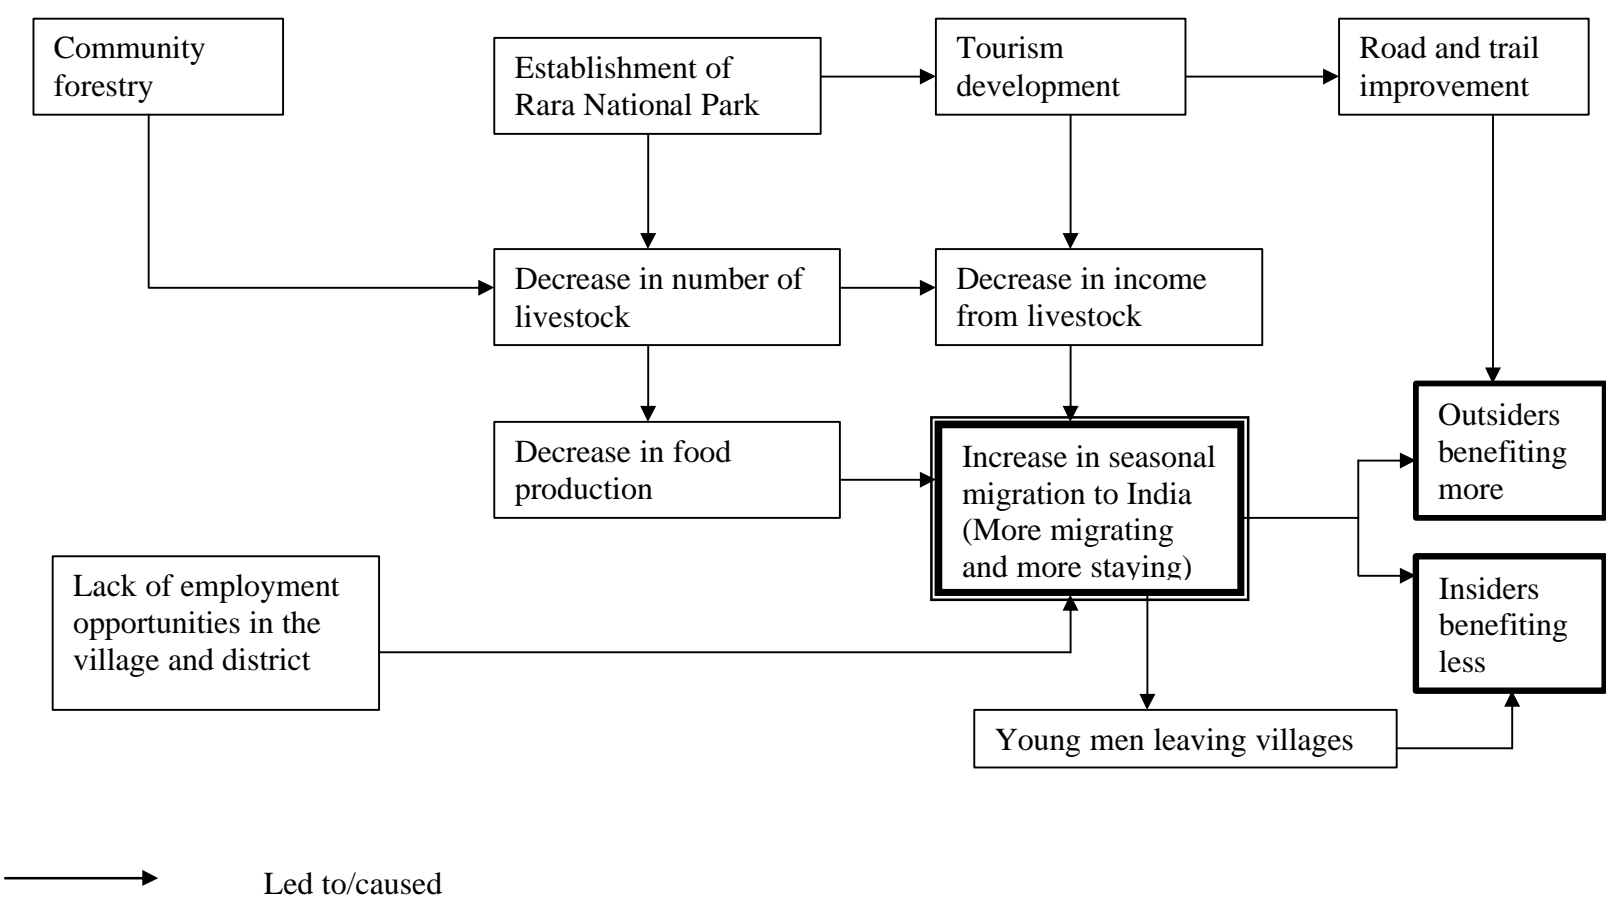 Community
forestry
Establishment of
Rara National Park
Tourism
development
Road and trail
improvement
Decrease in number of
livestock
Decrease in income
from livestock
Decrease in food
production
Increase in seasonal
migration to India
(More migrating
and more staying)
Outsiders
benefiting
more
Lack of employment
opportunities in the
village and district
Insiders
benefiting
less
Young men leaving villages
Led to/caused